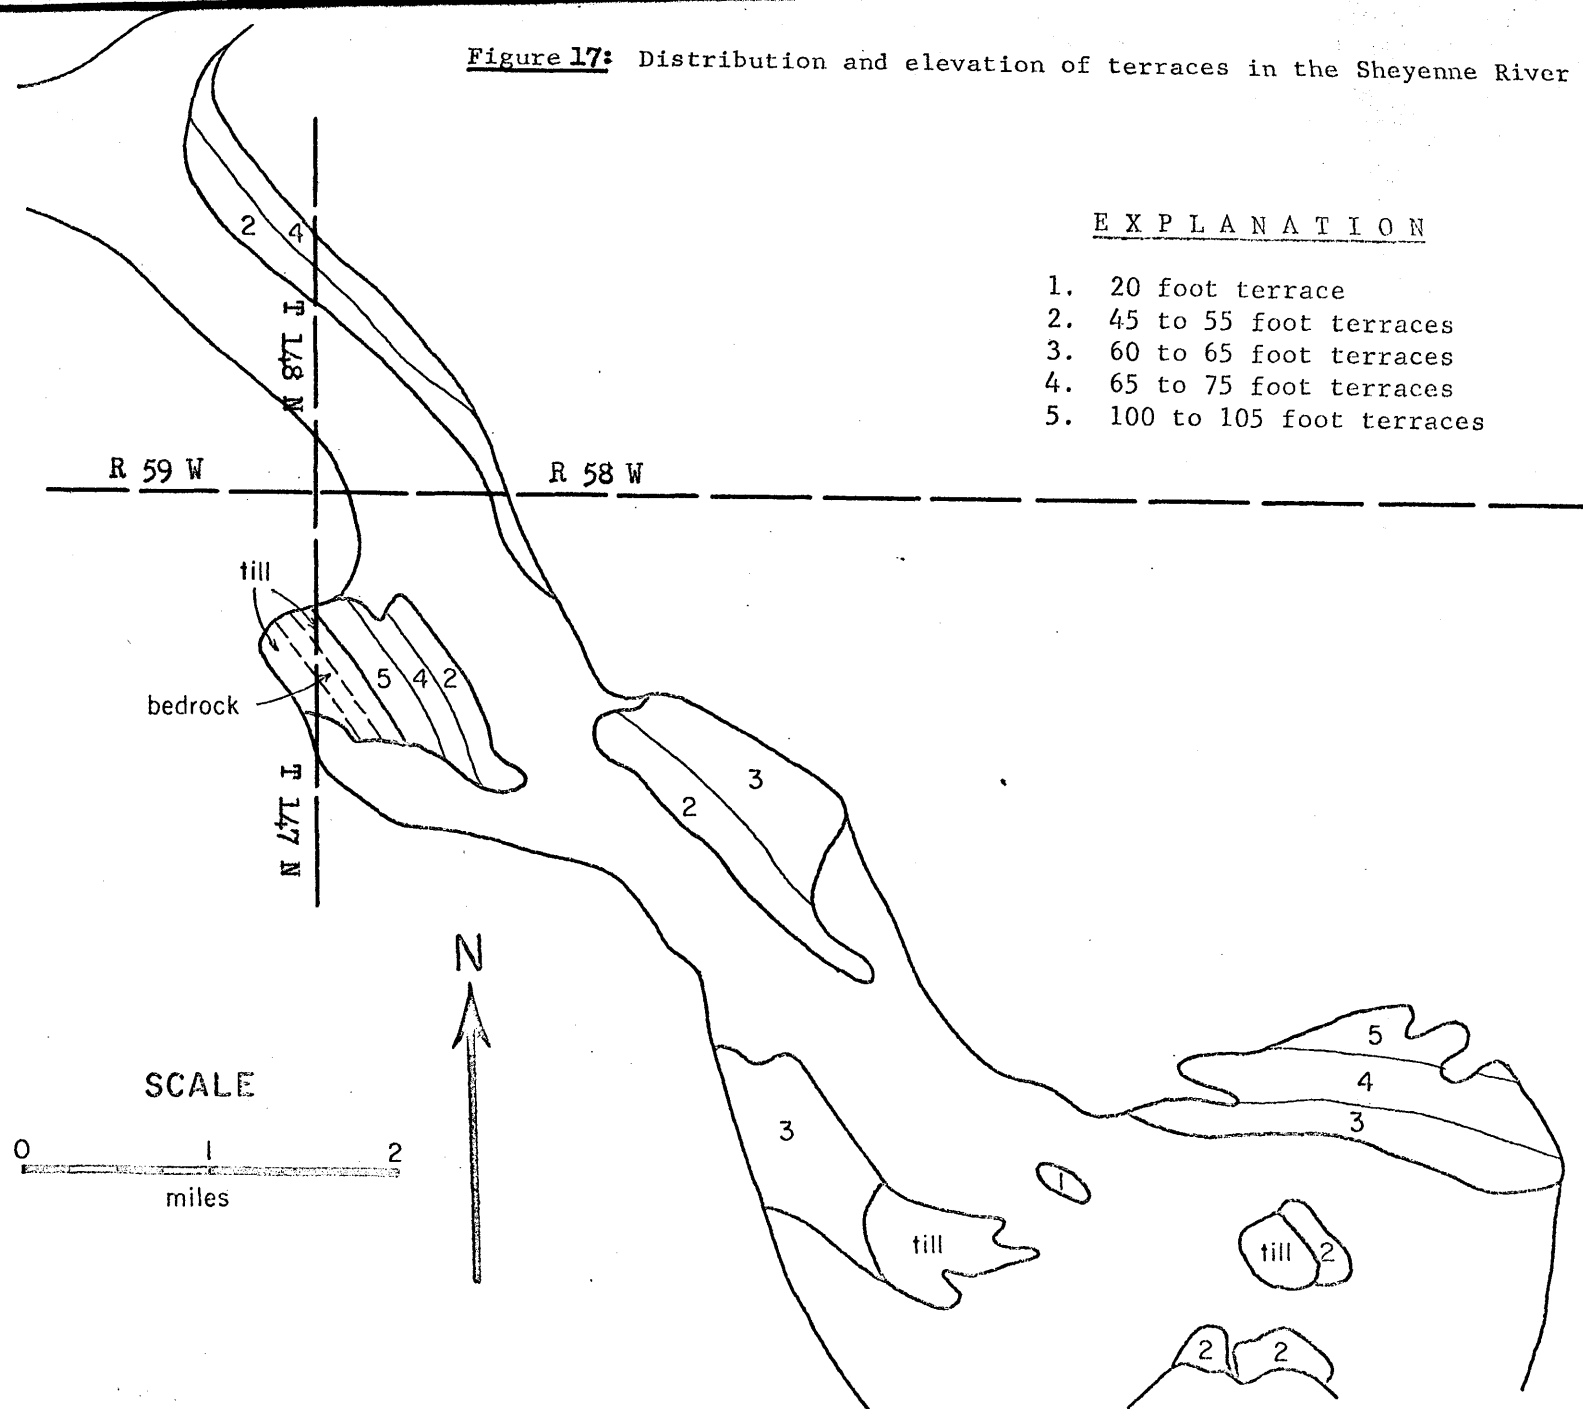 Figure 17: Distribution and elevation of terraces in the Sheyenne River
EXPLANATION
1. 20 foot terrace
2. 45 to 55 foot terraces
3. 60 to 65 foot terraces
4. 65 to 75 foot terraces
5. 100 to 105 foot terraces
2 4
T 148 N
R 59 W
R 58 W
till
bedrock
5 4 2
T 147 N
3
2
N
SCALE
0 1 2
miles
5
4
3
3
1
till
till 2
2 2